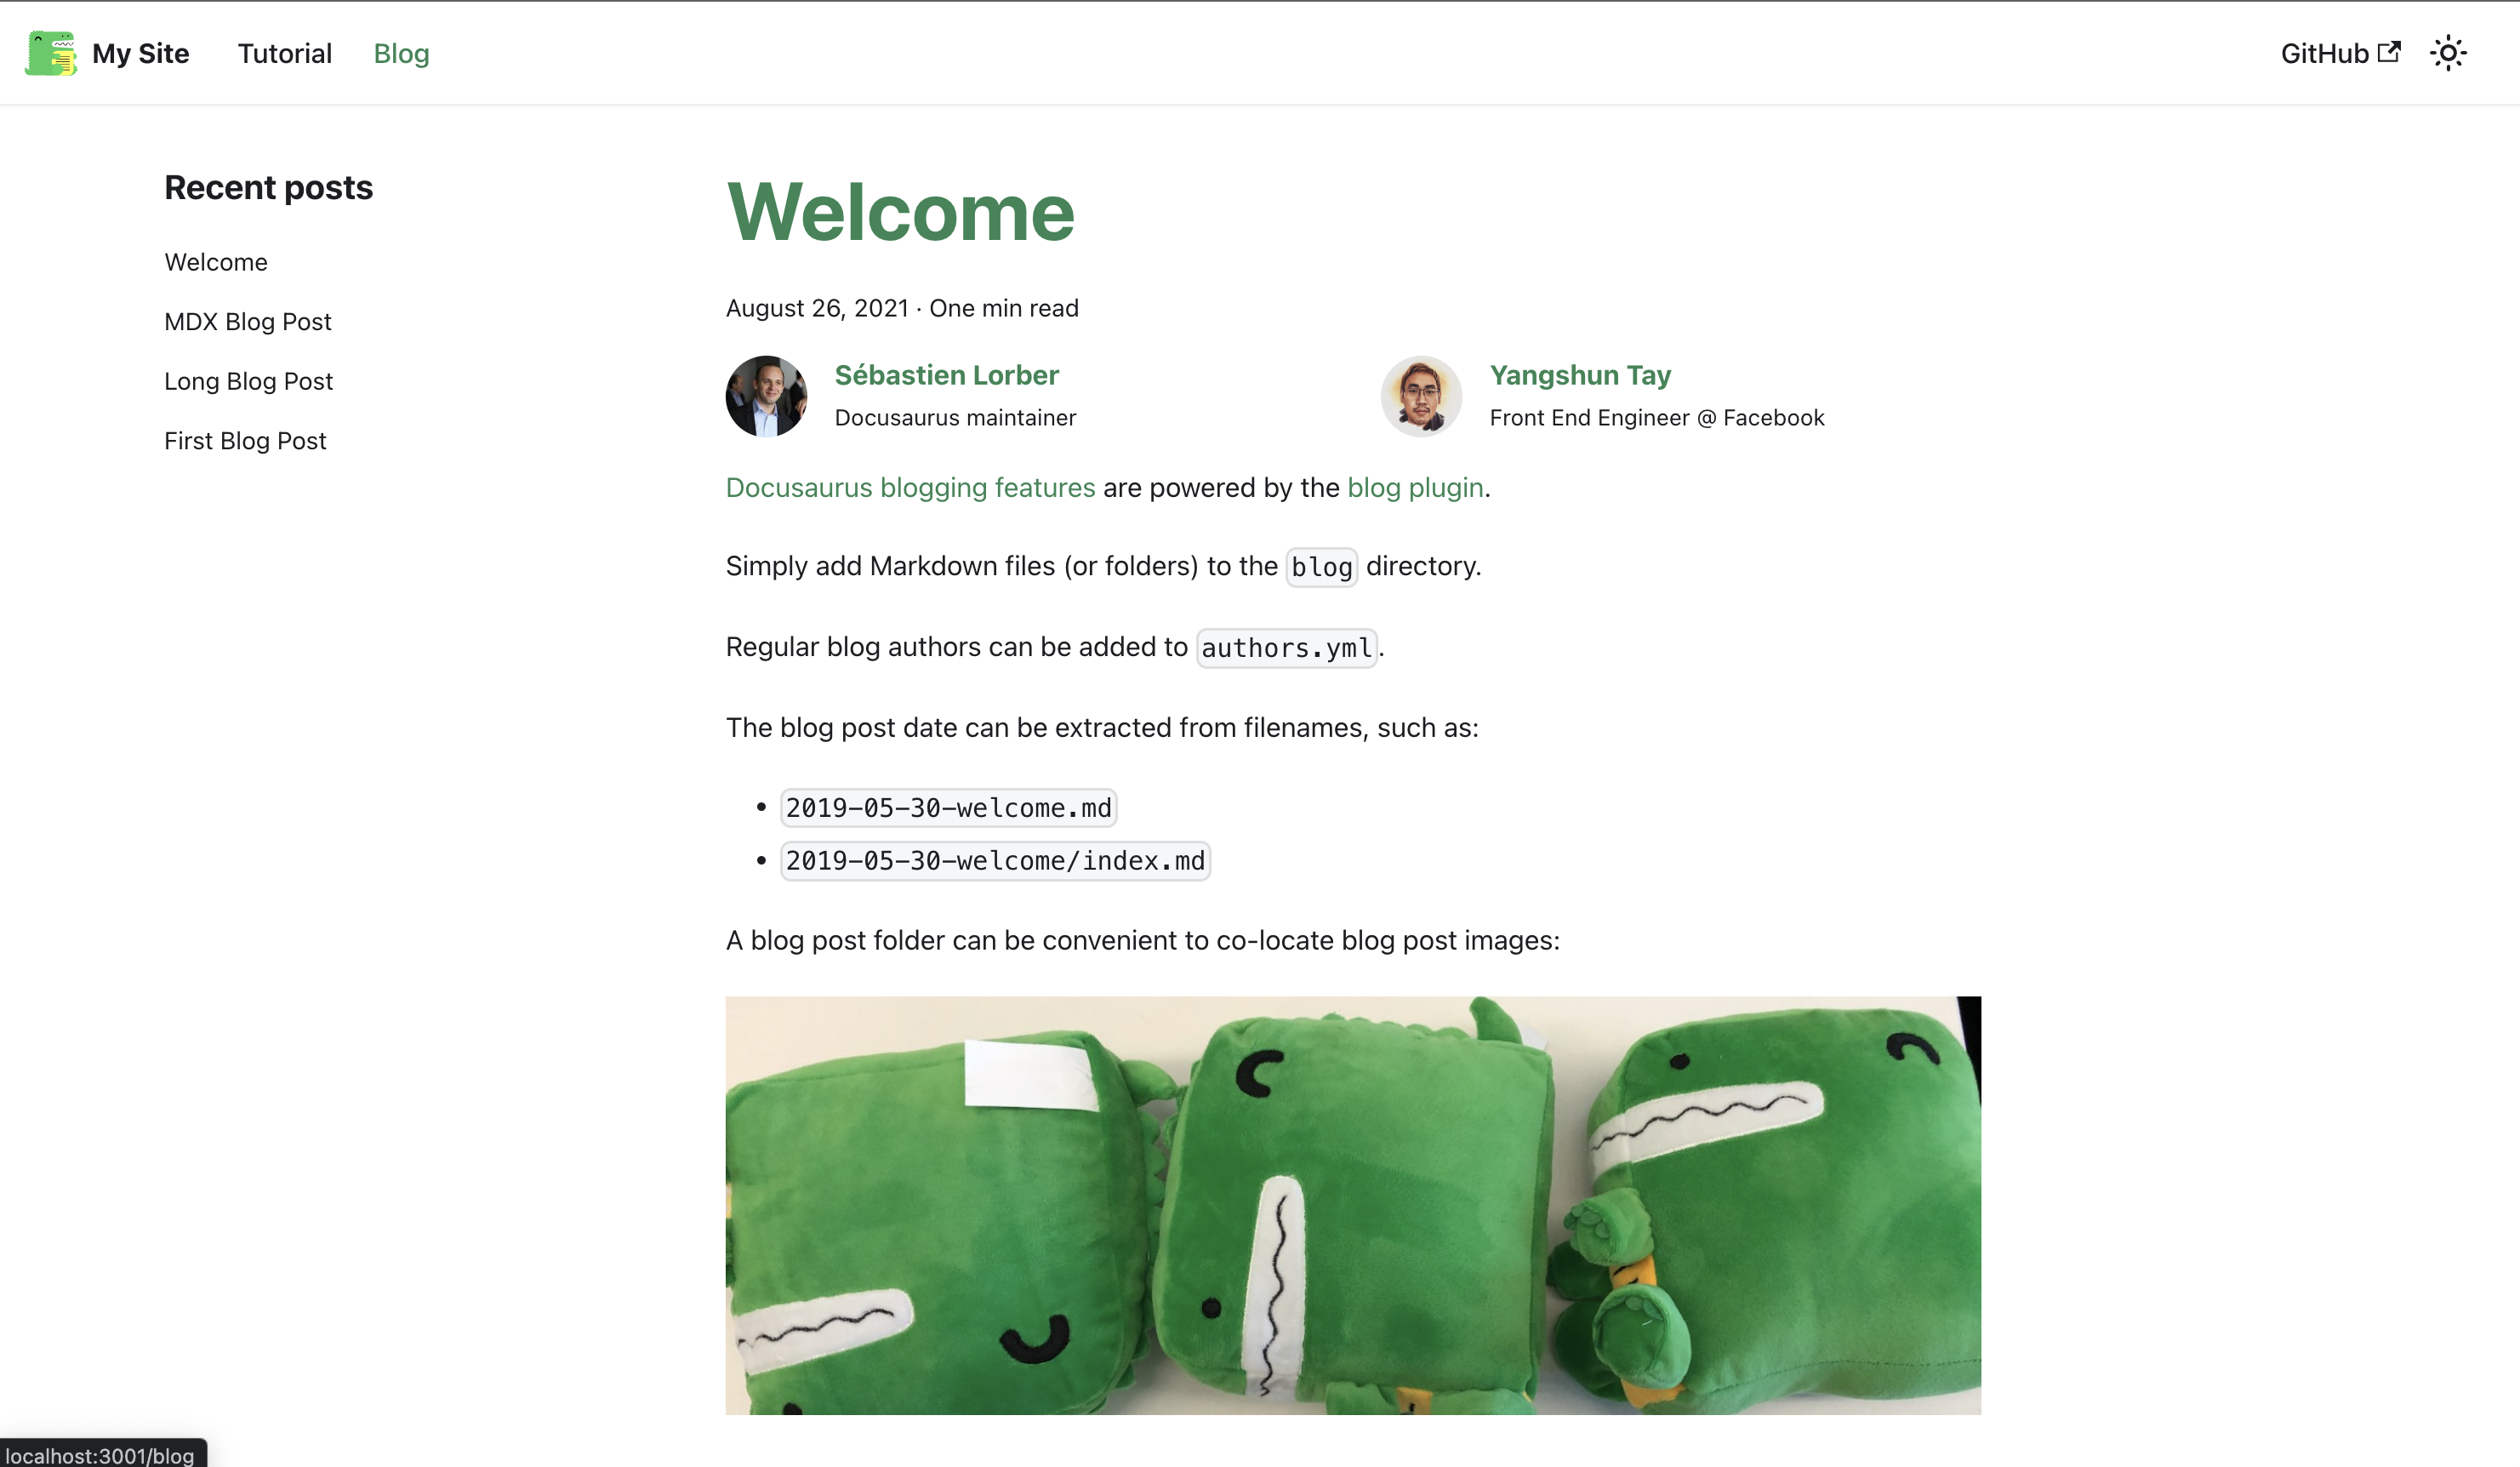 My Site Tutorial Blog GitHub
Recent posts
Welcome
MDX Blog Post
Long Blog Post
First Blog Post
Welcome
August 26, 2021 · One min read
Sébastien Lorber
Docusaurus maintainer
Yangshun Tay
Front End Engineer @ Facebook
Docusaurus blogging features are powered by the blog plugin.
Simply add Markdown files (or folders) to the blog directory.
Regular blog authors can be added to authors.yml.
The blog post date can be extracted from filenames, such as:
• 2019-05-30-welcome.md
• 2019-05-30-welcome/index.md
A blog post folder can be convenient to co-locate blog post images:
localhost:3001/blog